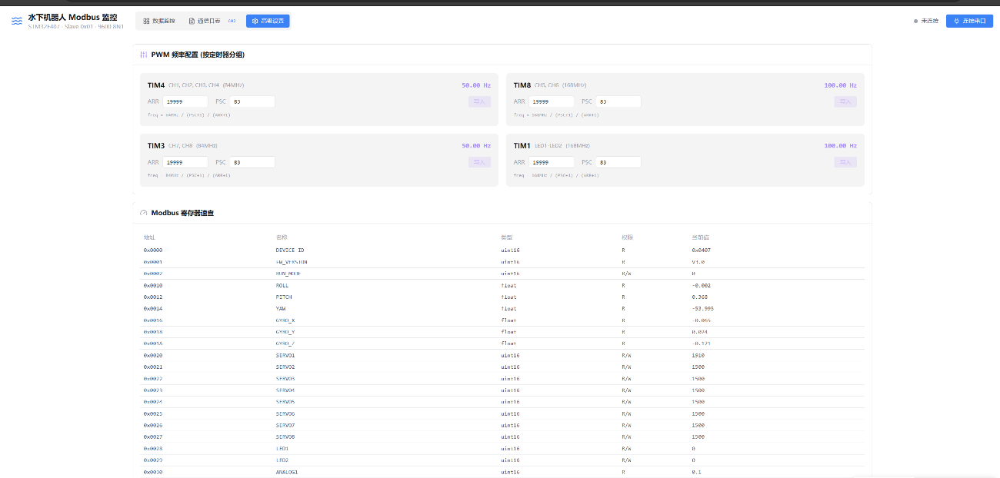 水下机器人 Modbus 监控
STM32F407 · Slave 0x01 · 9600 8N1
数据监控 通信日志 602 高级设置
未连接 连接串口
PWM 频率配置 (按定时器分组)
TIM4 CH1, CH2, CH3, CH4 (84MHz) 50.00 Hz
ARR 19999 PSC 83 写入
freq = 84MHz / (PSC+1) / (ARR+1)
TIM8 CH5, CH6 (168MHz) 100.00 Hz
ARR 19999 PSC 83 写入
freq = 168MHz / (PSC+1) / (ARR+1)
TIM3 CH7, CH8 (84MHz) 50.00 Hz
ARR 19999 PSC 83 写入
freq = 84MHz / (PSC+1) / (ARR+1)
TIM1 LED1-LED2 (168MHz) 100.00 Hz
ARR 19999 PSC 83 写入
freq = 168MHz / (PSC+1) / (ARR+1)
Modbus 寄存器速查
地址 名称 类型 权限 当前值
0x0000 DEVICE_ID uint16 R 0x0407
0x0001 FW_VERSION uint16 R V3.0
0x0002 RUN_MODE uint16 R/W 0
0x0010 ROLL float R -0.002
0x0012 PITCH float R 0.368
0x0014 YAW float R -53.995
0x0016 GYRO_X float R -0.065
0x0018 GYRO_Y float R 0.024
0x001A GYRO_Z float R -0.121
0x0020 SERVO1 uint16 R/W 1910
0x0021 SERVO2 uint16 R/W 1500
0x0022 SERVO3 uint16 R/W 1500
0x0023 SERVO4 uint16 R/W 1500
0x0024 SERVO5 uint16 R/W 1500
0x0025 SERVO6 uint16 R/W 1500
0x0026 SERVO7 uint16 R/W 1500
0x0027 SERVO8 uint16 R/W 1500
0x0028 LED1 uint16 R/W 0
0x0029 LED2 uint16 R/W 0
0x0030 ANALOG1 uint16 R 0.1